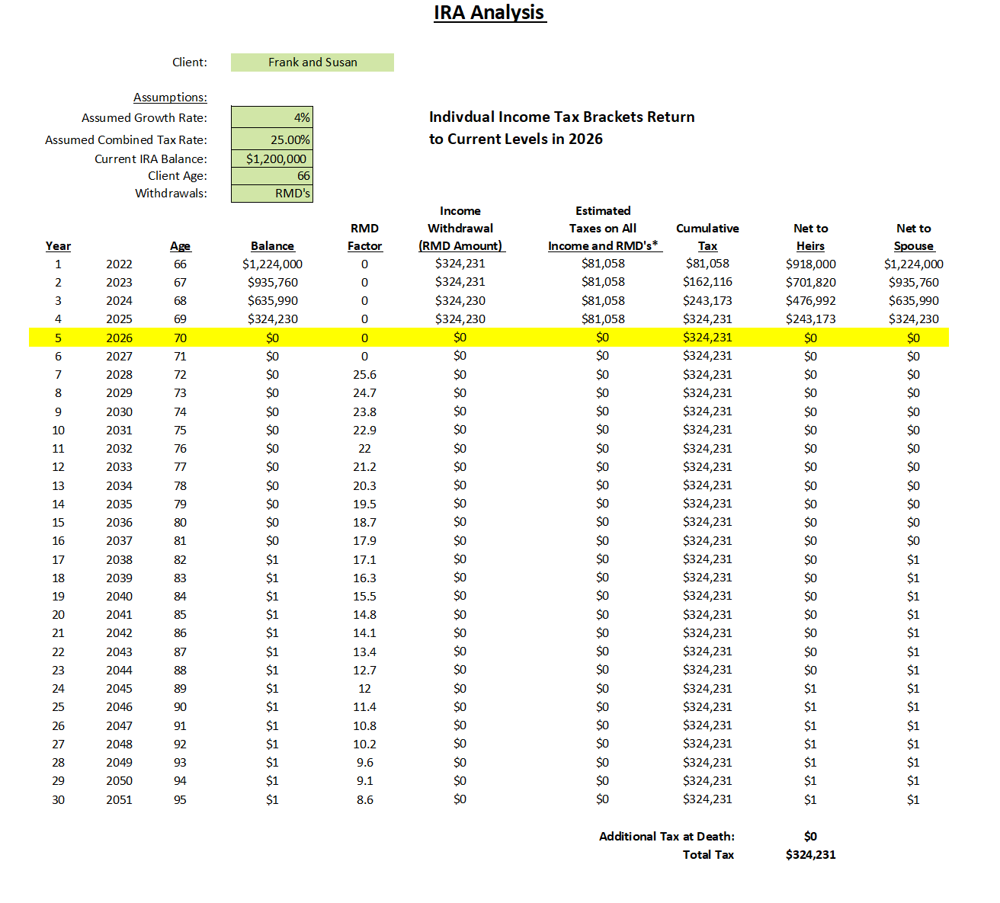 IRA Analysis
Client: Frank and Susan
Assumptions:
Assumed Growth Rate: 4% Indivdual Income Tax Brackets Return
Assumed Combined Tax Rate: 25.00% to Current Levels in 2026
Current IRA Balance: $1,200,000
Client Age: 66
Withdrawals: RMD's
Income Estimated
RMD Withdrawal Taxes on All Cumulative Net to Net to
Year Age Balance Factor (RMD Amount) Income and RMD's* Tax Heirs Spouse
1 2022 66 $1,224,000 0 $324,231 $81,058 $81,058 $918,000 $1,224,000
2 2023 67 $935,760 0 $324,231 $81,058 $162,116 $701,820 $935,760
3 2024 68 $635,990 0 $324,230 $81,058 $243,173 $476,992 $635,990
4 2025 69 $324,230 0 $324,230 $81,058 $324,231 $243,173 $324,230
5 2026 70 $0 0 $0 $0 $324,231 $0 $0
6 2027 71 $0 0 $0 $0 $324,231 $0 $0
7 2028 72 $0 25.6 $0 $0 $324,231 $0 $0
8 2029 73 $0 24.7 $0 $0 $324,231 $0 $0
9 2030 74 $0 23.8 $0 $0 $324,231 $0 $0
10 2031 75 $0 22.9 $0 $0 $324,231 $0 $0
11 2032 76 $0 22 $0 $0 $324,231 $0 $0
12 2033 77 $0 21.2 $0 $0 $324,231 $0 $0
13 2034 78 $0 20.3 $0 $0 $324,231 $0 $0
14 2035 79 $0 19.5 $0 $0 $324,231 $0 $0
15 2036 80 $0 18.7 $0 $0 $324,231 $0 $0
16 2037 81 $0 17.9 $0 $0 $324,231 $0 $0
17 2038 82 $1 17.1 $0 $0 $324,231 $0 $1
18 2039 83 $1 16.3 $0 $0 $324,231 $0 $1
19 2040 84 $1 15.5 $0 $0 $324,231 $0 $1
20 2041 85 $1 14.8 $0 $0 $324,231 $0 $1
21 2042 86 $1 14.1 $0 $0 $324,231 $0 $1
22 2043 87 $1 13.4 $0 $0 $324,231 $0 $1
23 2044 88 $1 12.7 $0 $0 $324,231 $0 $1
24 2045 89 $1 12 $0 $0 $324,231 $1 $1
25 2046 90 $1 11.4 $0 $0 $324,231 $1 $1
26 2047 91 $1 10.8 $0 $0 $324,231 $1 $1
27 2048 92 $1 10.2 $0 $0 $324,231 $1 $1
28 2049 93 $1 9.6 $0 $0 $324,231 $1 $1
29 2050 94 $1 9.1 $0 $0 $324,231 $1 $1
30 2051 95 $1 8.6 $0 $0 $324,231 $1 $1
Additional Tax at Death: $0
Total Tax $324,231